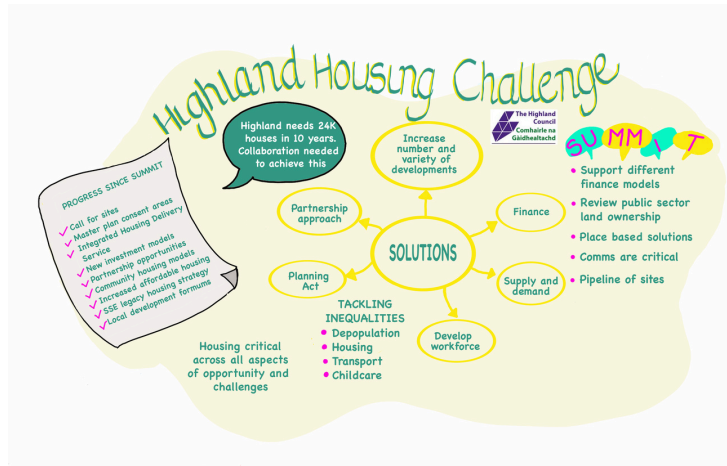 Highland Housing Challenge
Highland needs 24K
houses in 10 years.
Collaboration needed
to achieve this
The Highland
Council
Comhairle na
Gàidhealtachd
SUMMIT
Support different
finance models
Review public sector
land ownership
Place based solutions
Comms are critical
Pipeline of sites
PROGRESS SINCE SUMMIT
Call for sites
Master plan consent areas
Integrated Housing Delivery
Service
New investment models
Partnership opportunities
Community housing models
Increased affordable housing
SSE legacy housing strategy
Local development formums
SOLUTIONS
Increase
number and
variety of
developments
Partnership
approach
Finance
Planning
Act
Supply and
demand
Develop
workforce
TACKLING
INEQUALITIES
Depopulation
Housing
Transport
Childcare
Housing critical
across all aspects
of opportunity and
challenges